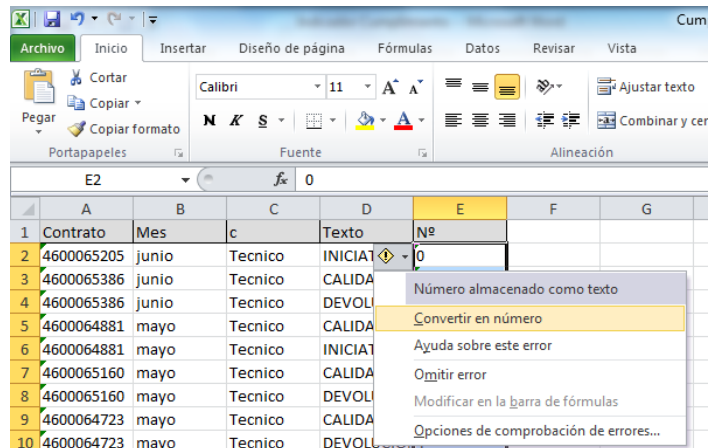 Cum
Archivo Inicio Insertar Diseño de página Fórmulas Datos Revisar Vista
Cortar
Copiar
Copiar formato
Pegar
Calibri 11 A A
N K S A
Ajustar texto
Combinar y cer
Portapapeles Fuente Alineación
E2 fx 0
A B C D E F G
1 Contrato Mes c Texto Nº
2 4600065205 junio Tecnico INICIAT 0
3 4600065386 junio Tecnico CALIDA
4 4600065386 junio Tecnico DEVOLU
5 4600064881 mayo Tecnico CALIDA
6 4600064881 mayo Tecnico INICIAT
7 4600065160 mayo Tecnico CALIDA
8 4600065160 mayo Tecnico DEVOLU
9 4600064723 mayo Tecnico CALIDA
10 4600064723 mayo Tecnico
Número almacenado como texto
Convertir en número
Ayuda sobre este error
Omitir error
Modificar en la barra de fórmulas
Opciones de comprobación de errores...